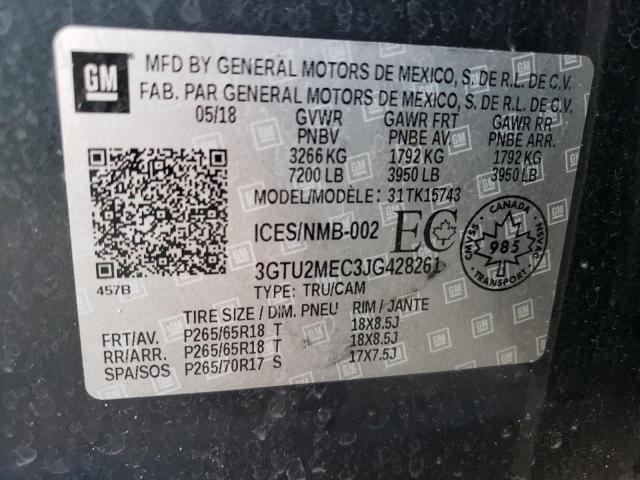 GM
MFD BY GENERAL MOTORS DE MEXICO, S. DE R.L. DE C.V.
FAB. PAR GENERAL MOTORS DE MEXICO, S. DE R.L. DE C.V.
05/18 GVWR GAWR FRT GAWR RR
PNBV PNBE AV. PNBE ARR.
3266 KG 1792 KG 1792 KG
7200 LB 3950 LB 3950 LB
MODEL/MODÈLE: 31TK15743
ICES/NMB-002 EC
CANADA
CMVSS 985 NSVAC
3GTU2MEC3JG428261
457B TYPE: TRU/CAM
TIRE SIZE / DIM. PNEU RIM / JANTE
FRT/AV. P265/65R18 T 18X8.5J
RR/ARR. P265/65R18 T 18X8.5J
SPA/SOS P265/70R17 S 17X7.5J